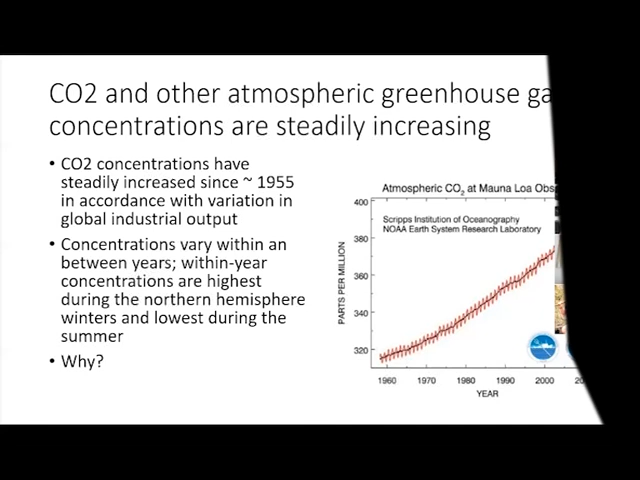 CO2 and other atmospheric greenhouse ga
concentrations are steadily increasing
• CO2 concentrations have
steadily increased since ~ 1955
in accordance with variation in
global industrial output
• Concentrations vary within an
between years; within-year
concentrations are highest
during the northern hemisphere
winters and lowest during the
summer
• Why?
Atmospheric CO2 at Mauna Loa Obs
Scripps Institution of Oceanography
NOAA Earth System Research Laboratory
PARTS PER MILLION
400
380
360
340
320
1960 1970 1980 1990 2000
YEAR